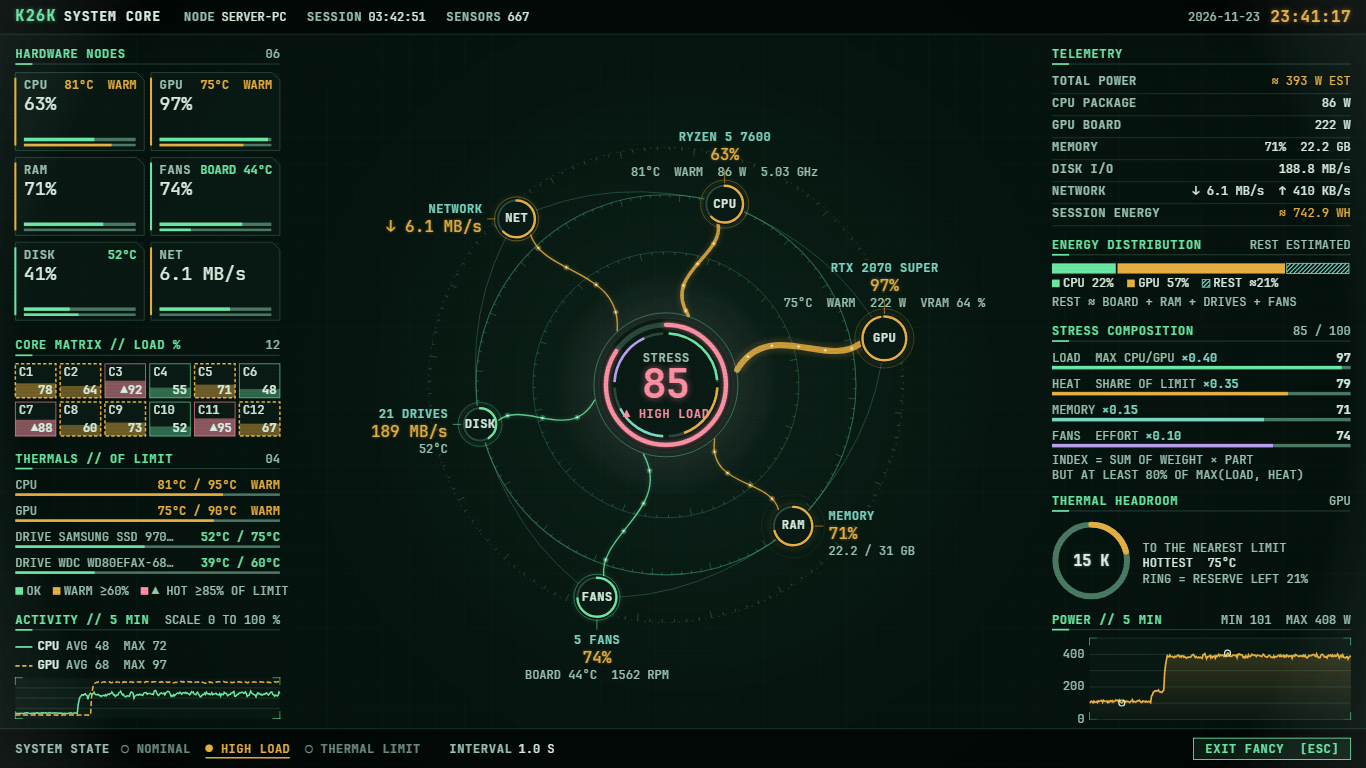 K26K SYSTEM CORE NODE SERVER-PC SESSION 03:42:51 SENSORS 667 2026-11-23 23:41:17
HARDWARE NODES 06
CPU 81°C WARM
63%
GPU 75°C WARM
97%
RAM
71%
FANS BOARD 44°C
74%
DISK 52°C
41%
NET
6.1 MB/s
CORE MATRIX // LOAD % 12
C1 78
C2 64
C3 ▲92
C4 55
C5 71
C6 48
C7 ▲88
C8 60
C9 73
C10 52
C11 ▲95
C12 67
THERMALS // OF LIMIT 04
CPU 81°C / 95°C WARM
GPU 75°C / 90°C WARM
DRIVE SAMSUNG SSD 970… 52°C / 75°C
DRIVE WDC WD80EFAX-68… 39°C / 60°C
OK WARM ≥60% ▲ HOT ≥85% OF LIMIT
ACTIVITY // 5 MIN SCALE 0 TO 100 %
CPU AVG 48 MAX 72
GPU AVG 68 MAX 97
RYZEN 5 7600
63%
81°C WARM 86 W 5.03 GHz
CPU
NETWORK
↓ 6.1 MB/s
NET
RTX 2070 SUPER
97%
75°C WARM 222 W VRAM 64 %
GPU
STRESS
85
▲ HIGH LOAD
21 DRIVES
189 MB/s
52°C
DISK
MEMORY
71%
22.2 / 31 GB
RAM
FANS
5 FANS
74%
BOARD 44°C 1562 RPM
TELEMETRY
TOTAL POWER ≈ 393 W EST
CPU PACKAGE 86 W
GPU BOARD 222 W
MEMORY 71% 22.2 GB
DISK I/O 188.8 MB/s
NETWORK ↓ 6.1 MB/s ↑ 410 KB/s
SESSION ENERGY ≈ 742.9 WH
ENERGY DISTRIBUTION REST ESTIMATED
CPU 22% GPU 57% REST ≈21%
REST ≈ BOARD + RAM + DRIVES + FANS
STRESS COMPOSITION 85 / 100
LOAD MAX CPU/GPU ×0.40 97
HEAT SHARE OF LIMIT ×0.35 79
MEMORY ×0.15 71
FANS EFFORT ×0.10 74
INDEX = SUM OF WEIGHT × PART
BUT AT LEAST 80% OF MAX(LOAD, HEAT)
THERMAL HEADROOM GPU
15 K
TO THE NEAREST LIMIT
HOTTEST 75°C
RING = RESERVE LEFT 21%
POWER // 5 MIN MIN 101 MAX 408 W
400
200
0
SYSTEM STATE NOMINAL HIGH LOAD THERMAL LIMIT INTERVAL 1.0 S EXIT FANCY [ESC]